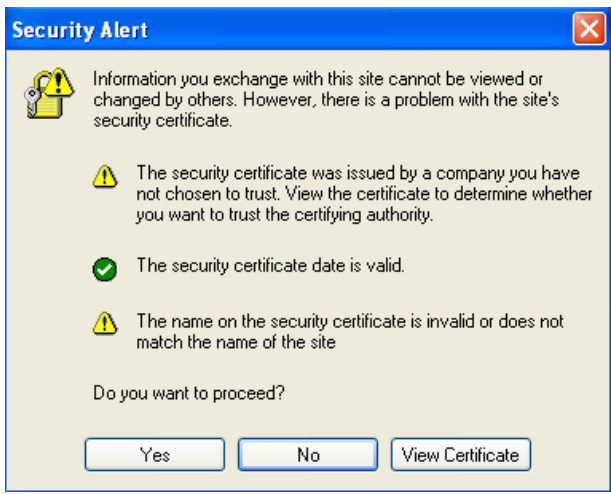 Security Alert
Information you exchange with this site cannot be viewed or
changed by others. However, there is a problem with the site's
security certificate.
The security certificate was issued by a company you have
not chosen to trust. View the certificate to determine whether
you want to trust the certifying authority.
The security certificate date is valid.
The name on the security certificate is invalid or does not
match the name of the site
Do you want to proceed?
Yes No View Certificate